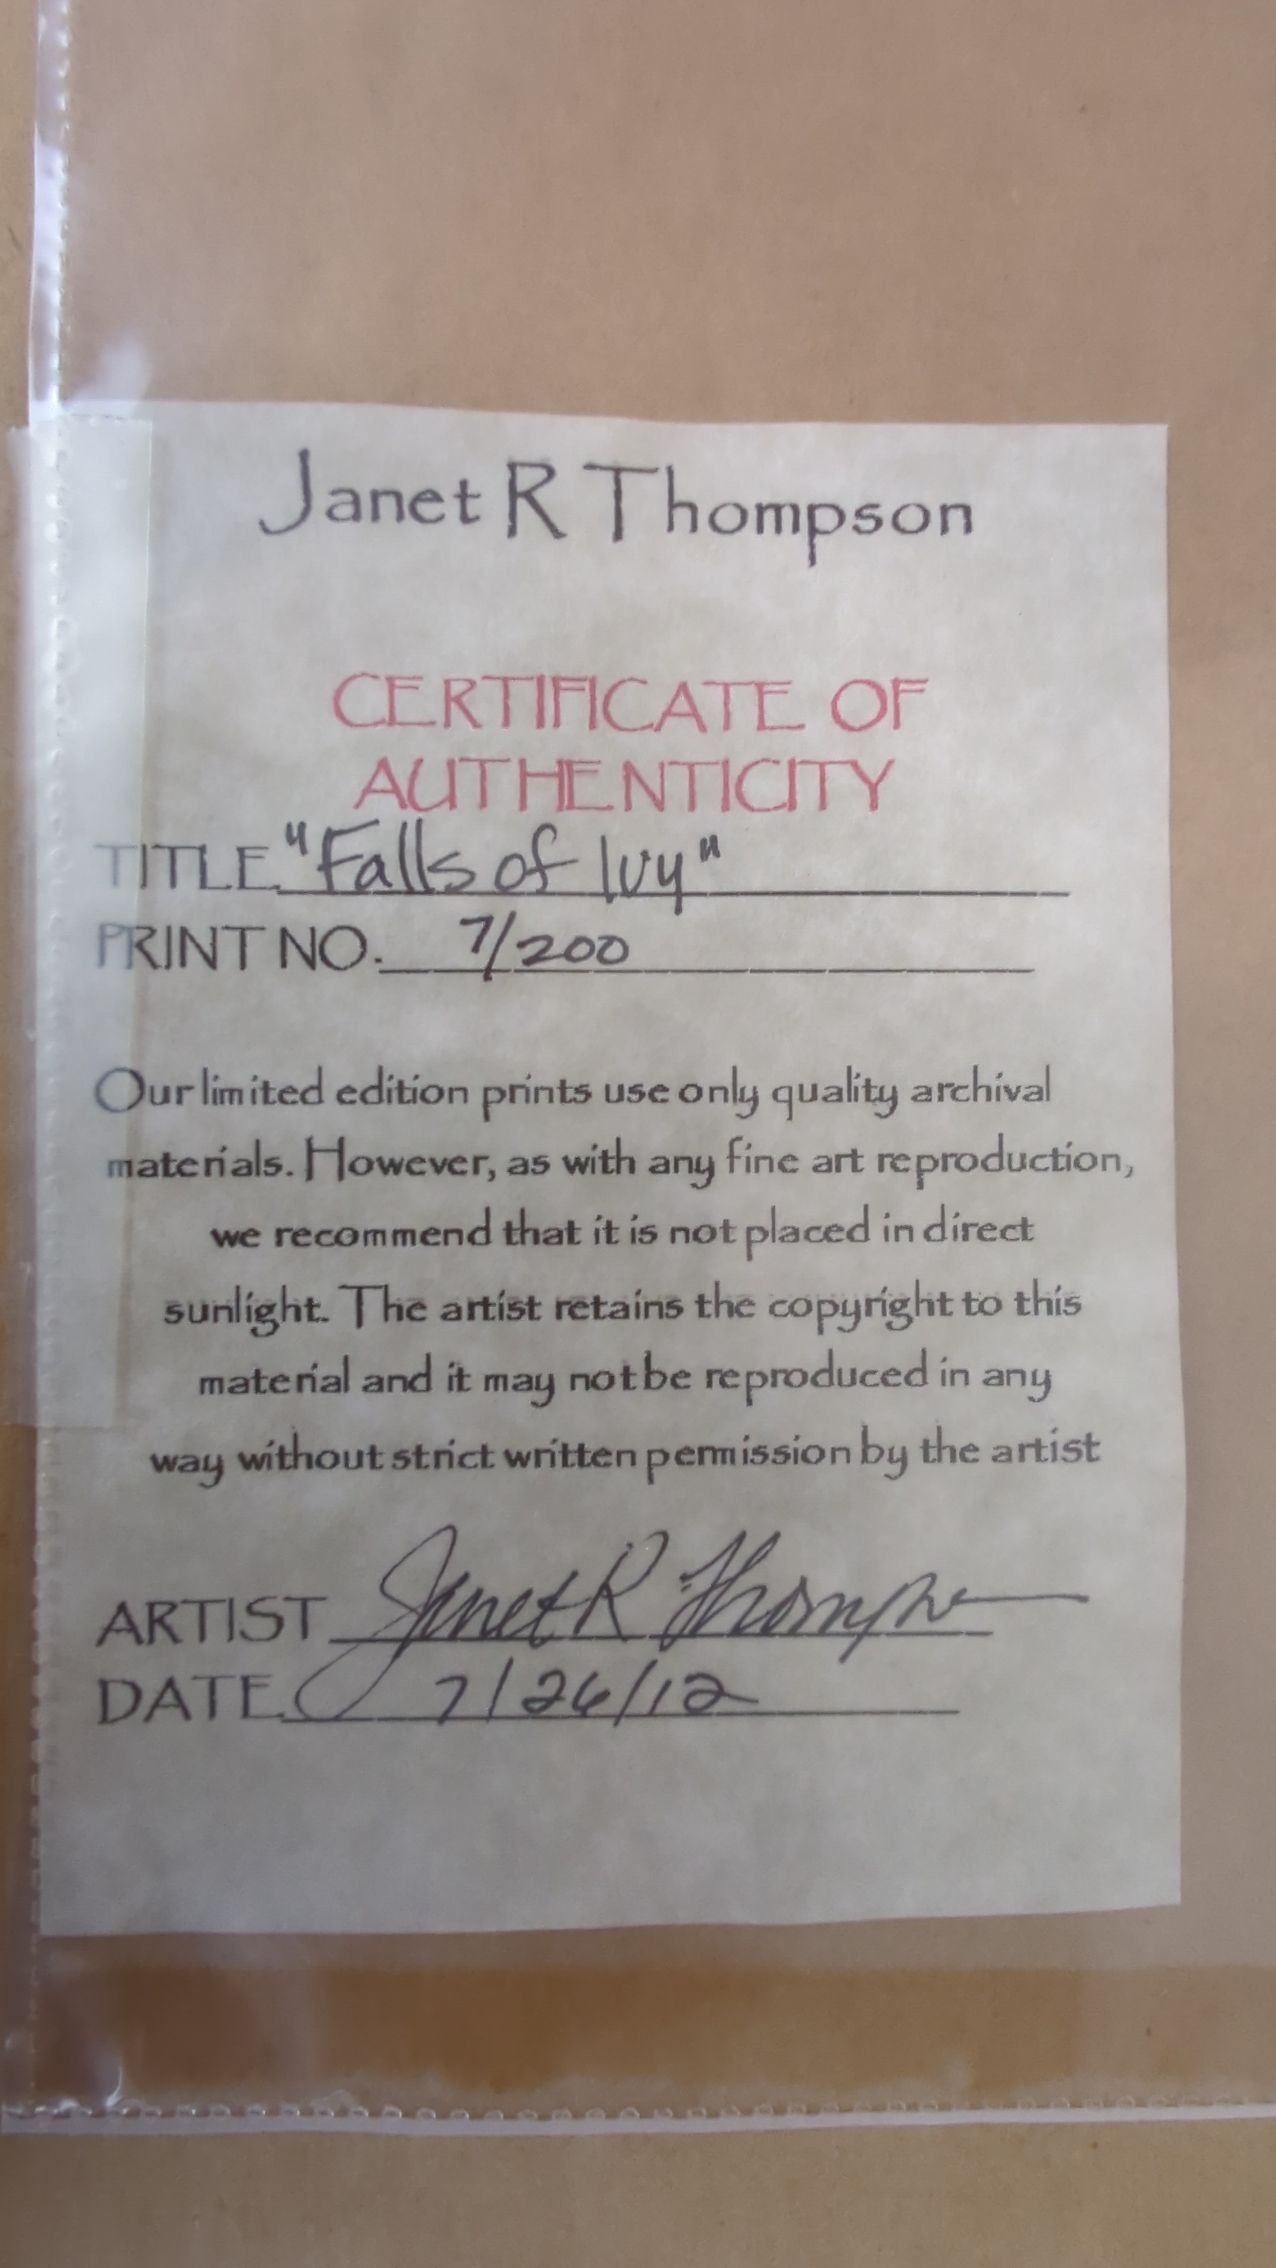 Janet R Thompson
CERTIFICATE OF
AUTHENTICITY
TITLE "Falls of Ivy"
PRINT NO. 7/200
Our limited edition prints use only quality archival
materials. However, as with any fine art reproduction,
we recommend that it is not placed in direct
sunlight. The artist retains the copyright to this
material and it may not be reproduced in any
way without strict written permission by the artist
ARTIST Janet R Thompson
DATE 7/26/12